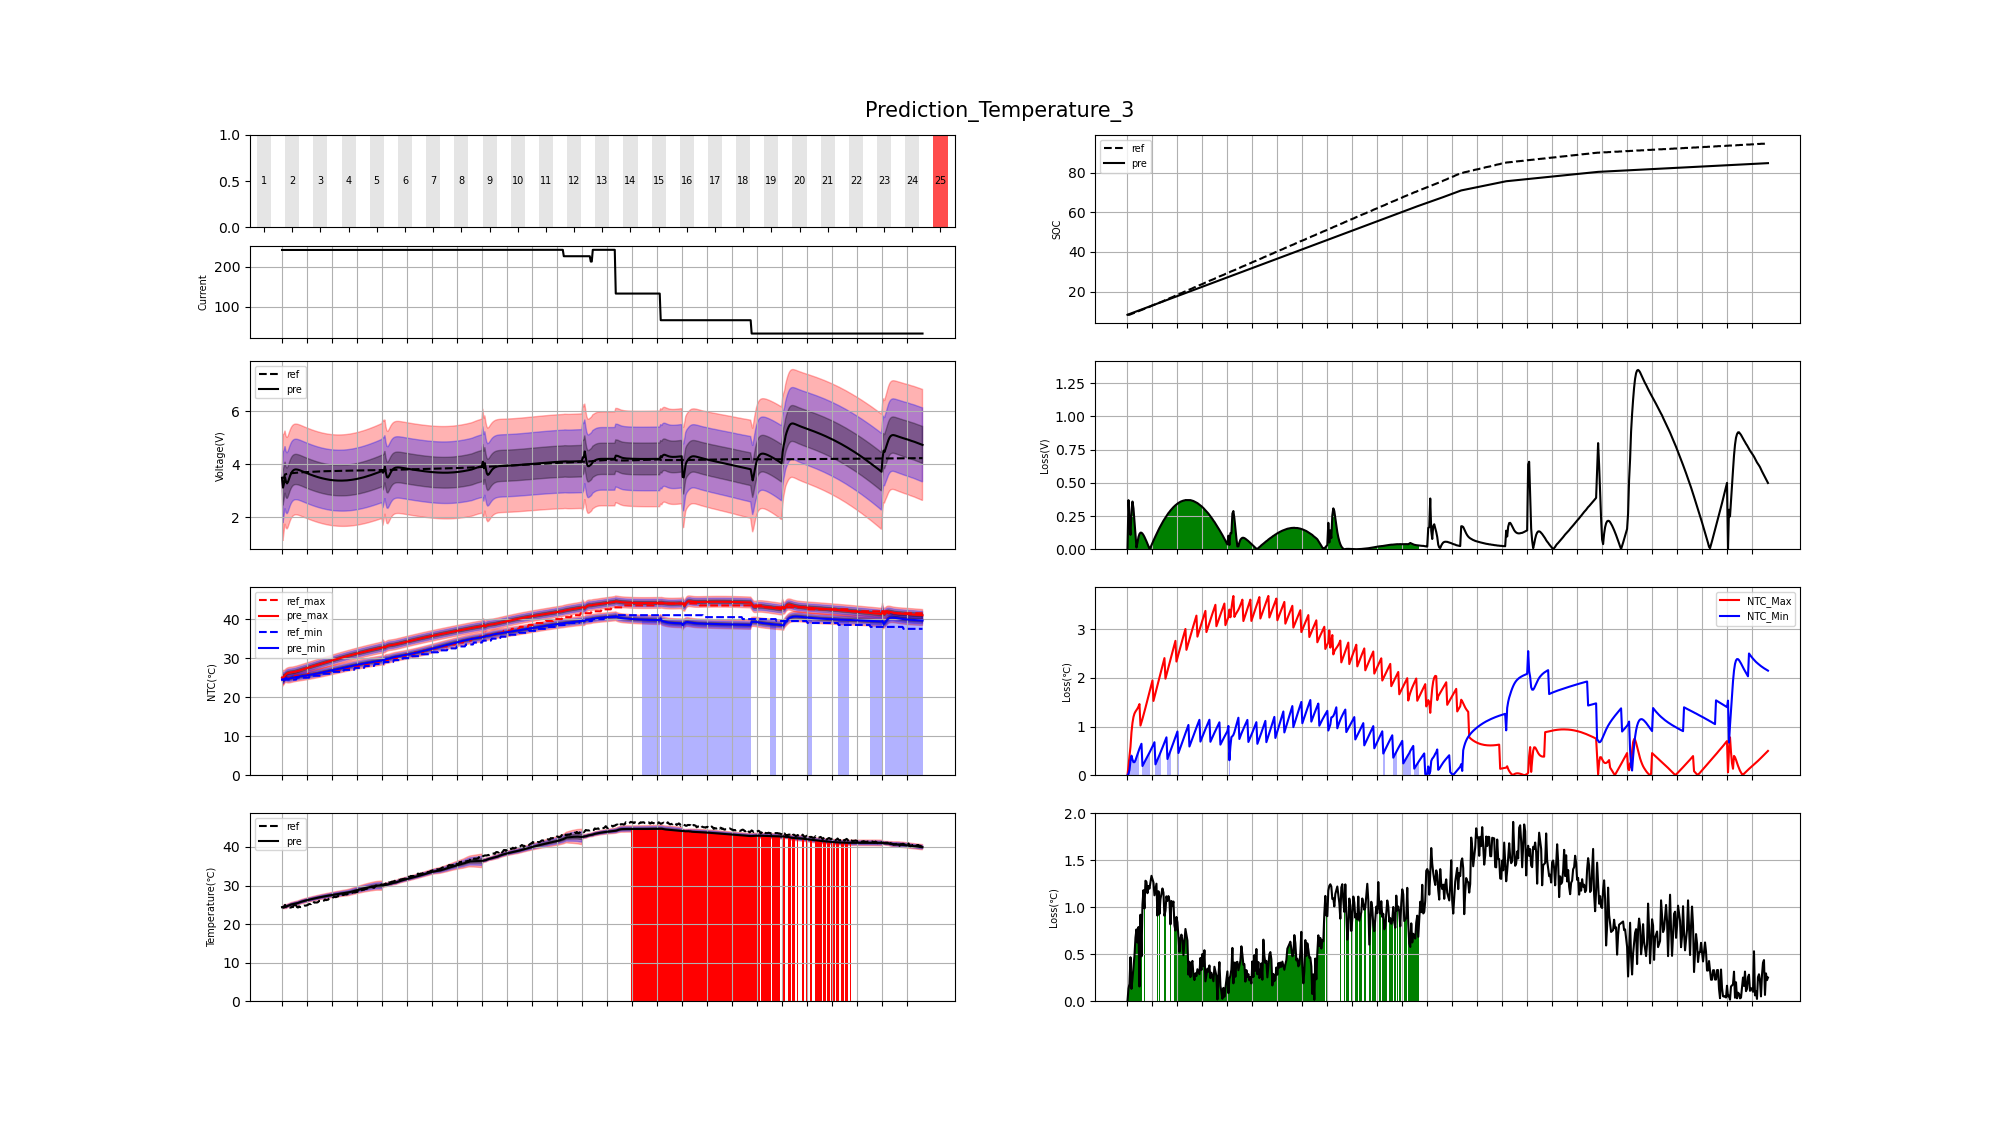 Prediction_Temperature_3
1.0
0.5
0.0
1 2 3 4 5 6 7 8 9 10 11 12 13 14 15 16 17 18 19 20 21 22 23 24 25
Current
200
100
Voltage(V)
6
4
2
ref
pre
NTC(℃)
40
30
20
10
0
ref_max
pre_max
ref_min
pre_min
Temperature(℃)
40
30
20
10
0
ref
pre
SOC
80
60
40
20
ref
pre
Loss(V)
1.25
1.00
0.75
0.50
0.25
0.00
Loss(℃)
3
2
1
0
NTC_Max
NTC_Min
Loss(℃)
2.0
1.5
1.0
0.5
0.0